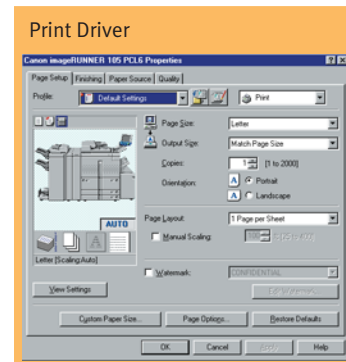 Print Driver
Canon imageRUNNER 105 PCL6 Properties
Page Setup Finishing Paper Source Quality
Profile: Default Settings Print
Page Size: Letter
Output Size: Match Page Size
Copies: 1 [1 to 2000]
Orientation: A Portrait
A Landscape
AUTO
Page Layout: 1 Page per Sheet
Manual Scaling:
A
Letter [Scaling:Auto]
Watermark: CONFIDENTIAL
View Settings Edit Watermark...
Custom Paper Size... Page Options... Restore Defaults
OK Cancel Apply Help